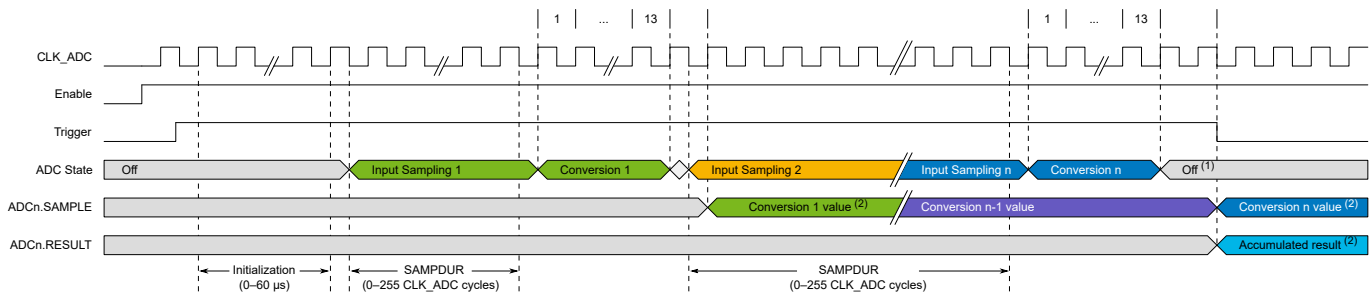 1 ... 13 1 ... 13
CLK_ADC
Enable
Trigger
ADC State Off Input Sampling 1 Conversion 1 Input Sampling 2 Input Sampling n Conversion n Off (1)
ADCn.SAMPLE Conversion 1 value (2) Conversion n-1 value Conversion n value (2)
ADCn.RESULT Accumulated result (2)
Initialization SAMPDUR SAMPDUR
(0–60 µs) (0–255 CLK_ADC cycles) (0–255 CLK_ADC cycles)